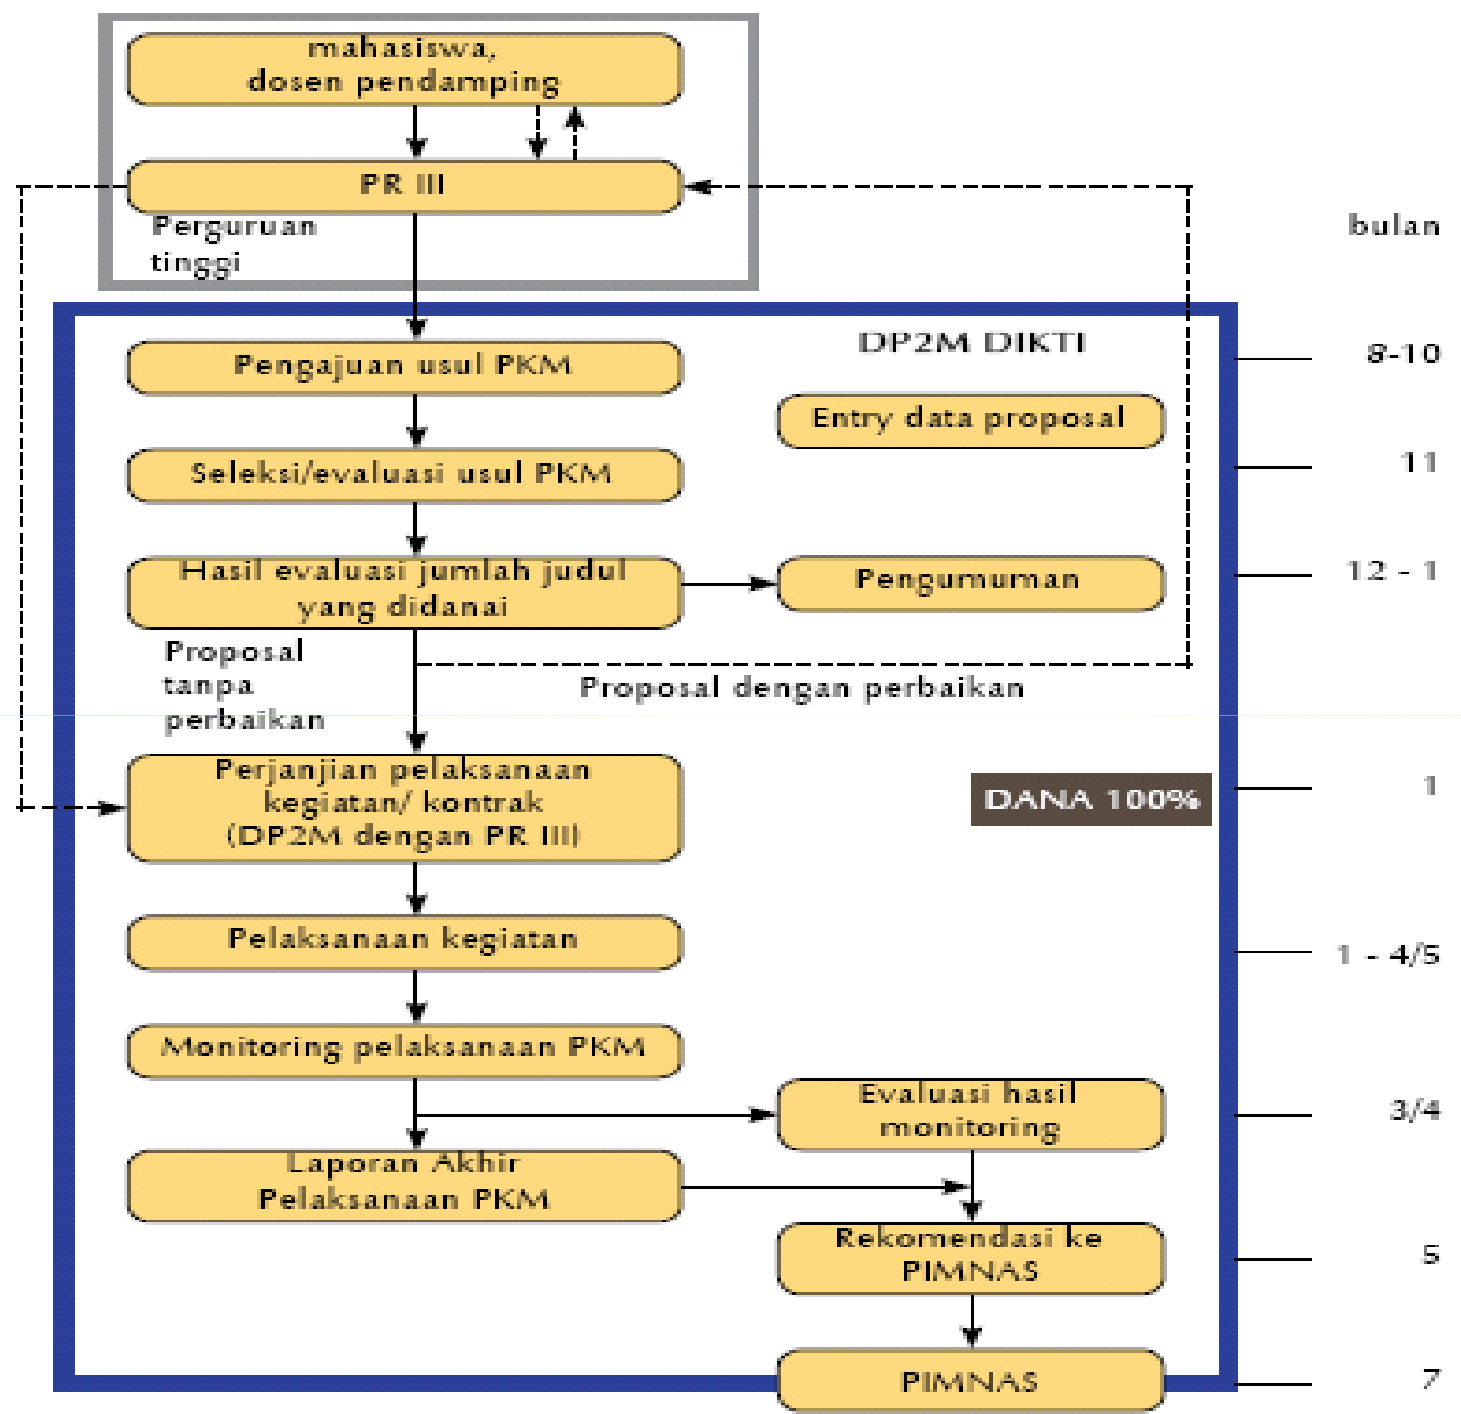 mahasiswa,
dosen pendamping
PR III
Perguruan
tinggi
bulan
DP2M DIKTI
Pengajuan usul PKM
9-10
Entry data proposal
Seleksi/evaluasi usul PKM
11
Hasil evaluasi jumlah judul
yang didanai
Pengumuman
12 - 1
Proposal
tanpa
perbaikan
Proposal dengan perbaikan
Perjanjian pelaksanaan
kegiatan/ kontrak
(DP2M dengan PR III)
DANA 100%
1
Pelaksanaan kegiatan
1 - 4/5
Monitoring pelaksanaan PKM
Evaluasi hasil
monitoring
3/4
Laporan Akhir
Pelaksanaan PKM
Rekomendasi ke
PIMNAS
5
PIMNAS
7